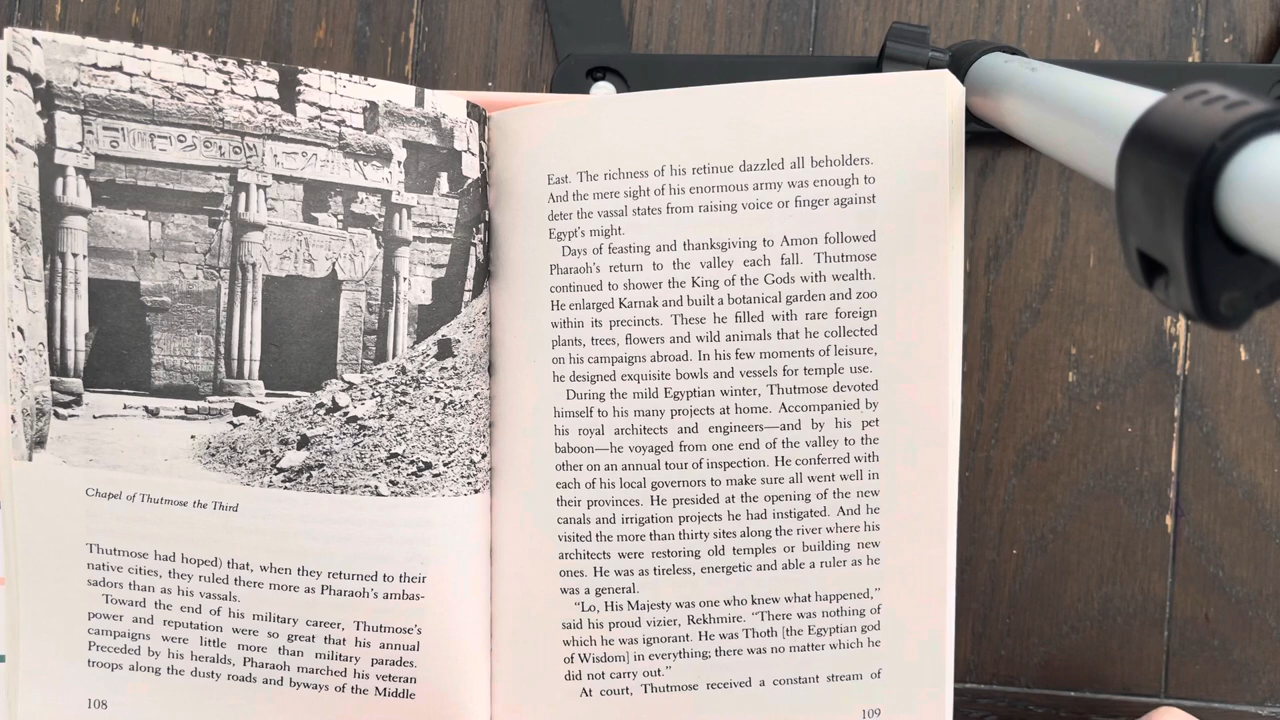 Chapel of Thutmose the Third
Thutmose had hoped) that, when they returned to their
native cities, they ruled there more as Pharaoh's ambas-
sadors than as his vassals.
Toward the end of his military career, Thutmose's
power and reputation were so great that his annual
campaigns were little more than military parades.
Preceded by his heralds, Pharaoh marched his veteran
troops along the dusty roads and byways of the Middle
108
East. The richness of his retinue dazzled all beholders.
And the mere sight of his enormous army was enough to
deter the vassal states from raising voice or finger against
Egypt's might.
Days of feasting and thanksgiving to Amon followed
Pharaoh's return to the valley each fall. Thutmose
continued to shower the King of the Gods with wealth.
He enlarged Karnak and built a botanical garden and zoo
within its precincts. These he filled with rare foreign
plants, trees, flowers and wild animals that he collected
on his campaigns abroad. In his few moments of leisure,
he designed exquisite bowls and vessels for temple use.
During the mild Egyptian winter, Thutmose devoted
himself to his many projects at home. Accompanied by
his royal architects and engineers—and by his pet
baboon—he voyaged from one end of the valley to the
other on an annual tour of inspection. He conferred with
each of his local governors to make sure all went well in
their provinces. He presided at the opening of the new
canals and irrigation projects he had instigated. And he
visited the more than thirty sites along the river where his
architects were restoring old temples or building new
ones. He was as tireless, energetic and able a ruler as he
was a general.
"Lo, His Majesty was one who knew what happened,"
said his proud vizier, Rekhmire. "There was nothing of
which he was ignorant. He was Thoth [the Egyptian god
of Wisdom] in everything; there was no matter which he
did not carry out."
At court, Thutmose received a constant stream of
109